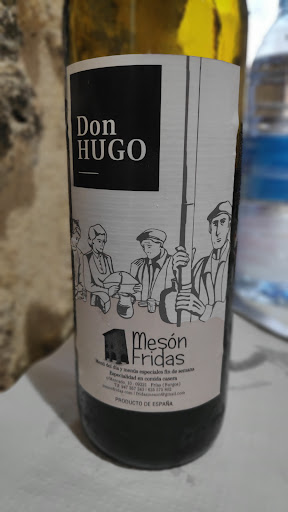 Don
HUGO
Mesón
Fridas
Menú del día y menús especiales fin de semana
Especialidad en comida casera
PRODUCTO DE ESPAÑA